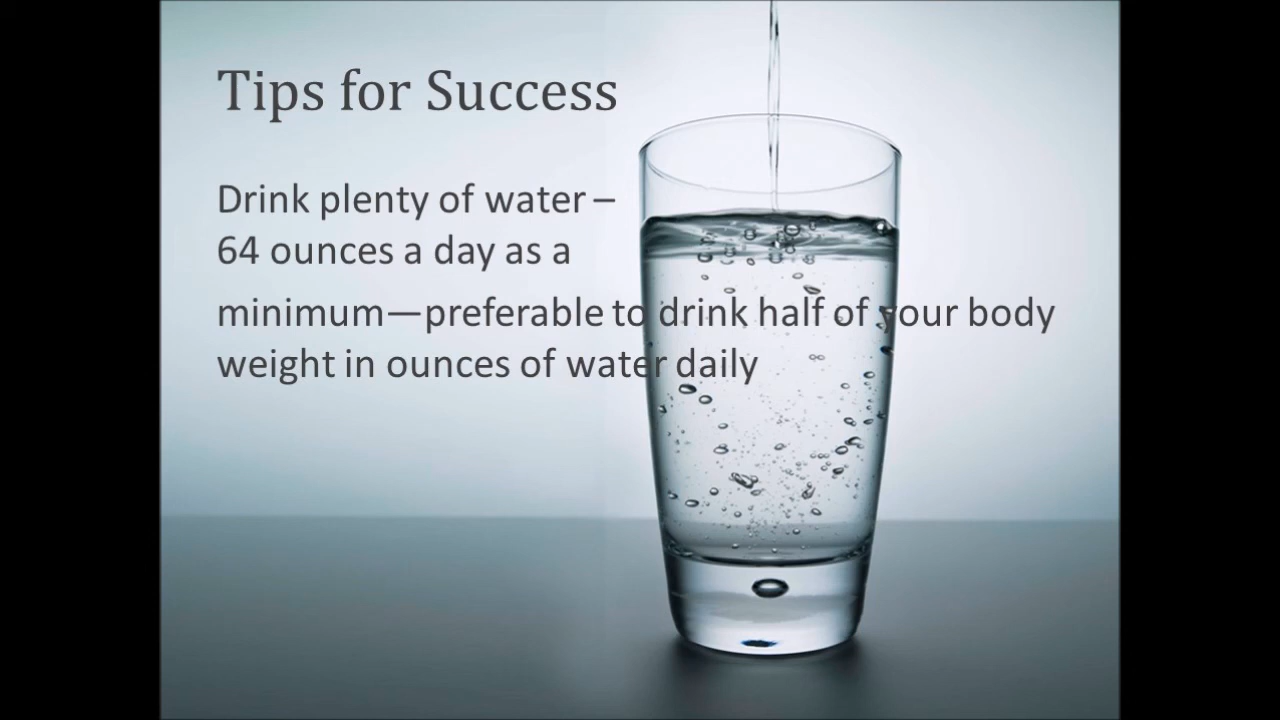 Tips for Success
Drink plenty of water –
64 ounces a day as a
minimum—preferable to drink half of your body
weight in ounces of water daily